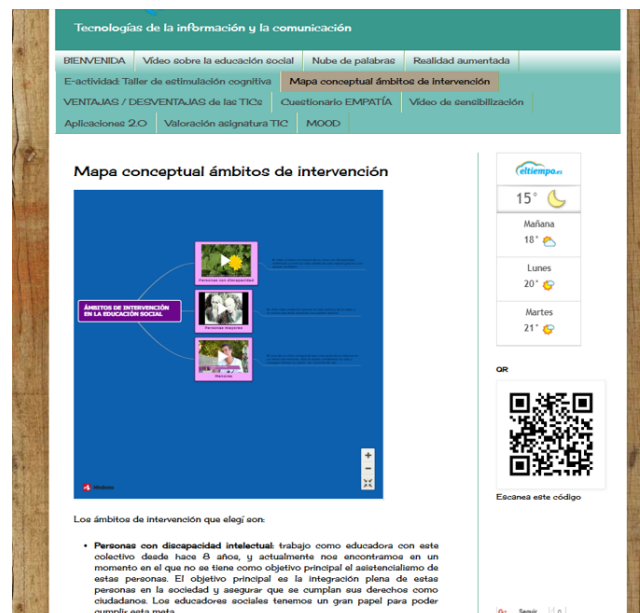 Tecnologías de la información y la comunicación
BIENVENIDA
Vídeo sobre la educación social
Nube de palabras
Realidad aumentada
E-actividad: Taller de estimulación cognitiva
Mapa conceptual ámbitos de intervención
VENTAJAS / DESVENTAJAS de las TICs
Cuestionario EMPATÍA
Vídeo de sensibilización
Aplicaciones 2.0
Valoración asignatura TIC
MOOD
Mapa conceptual ámbitos de intervención
ÁMBITOS DE INTERVENCIÓN
EN LA EDUCACIÓN SOCIAL
Personas con discapacidad
Personas mayores
Menores
Los ámbitos de intervención que elegí son:
• Personas con discapacidad intelectual: trabajo como educadora con este
colectivo desde hace 8 años, y actualmente nos encontramos en un
momento en el que no se tiene como objetivo principal el asistencialismo de
estas personas. El objetivo principal es la integración plena de estas
personas en la sociedad y asegurar que se cumplan sus derechos como
ciudadanos. Los educadores sociales tenemos un gran papel para poder
cumplir esta meta
eltiempo.es
15°
Mañana
18°
Lunes
20°
Martes
21°
QR
Escanea este código
G+ Seguir 0